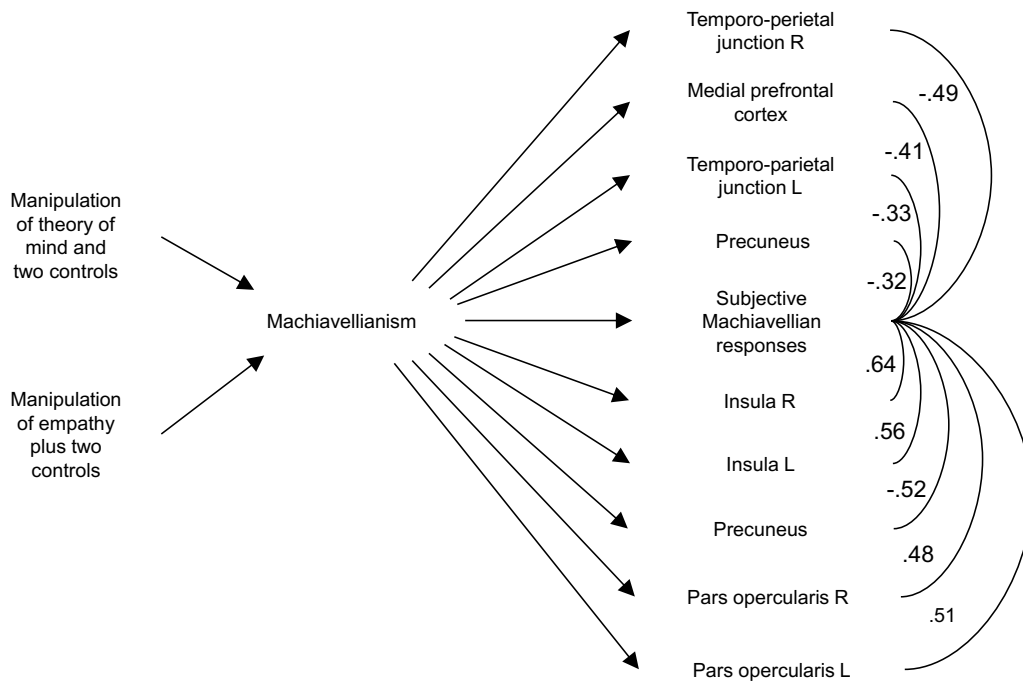 Manipulation
of theory of
mind and
two controls
Manipulation
of empathy
plus two
controls
Machiavellianism
Temporo-perietal
junction R
Medial prefrontal
cortex
Temporo-parietal
junction L
Precuneus
Subjective
Machiavellian
responses
Insula R
Insula L
Precuneus
Pars opercularis R
Pars opercularis L
-.49
-.41
-.33
-.32
.64
.56
-.52
.48
.51